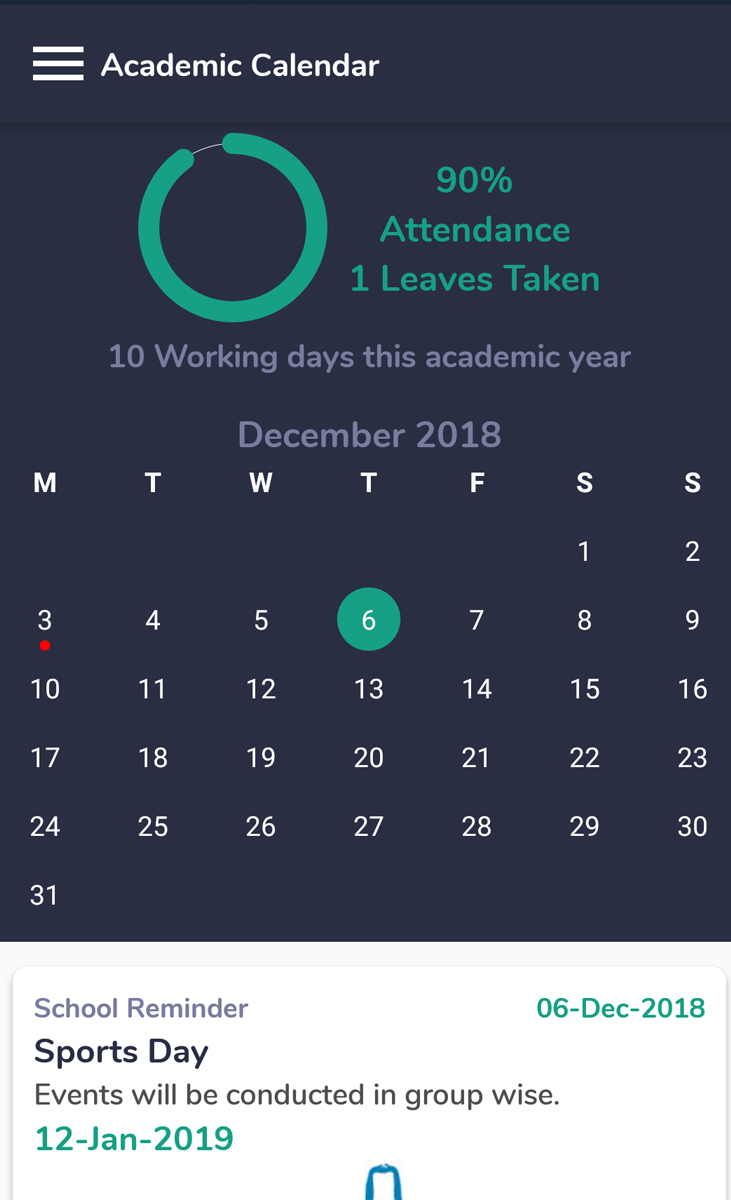 Academic Calendar
90%
Attendance
1 Leaves Taken
10 Working days this academic year
December 2018
M T W T F S S
1 2
3 4 5 6 7 8 9
10 11 12 13 14 15 16
17 18 19 20 21 22 23
24 25 26 27 28 29 30
31
School Reminder 06-Dec-2018
Sports Day
Events will be conducted in group wise.
12-Jan-2019